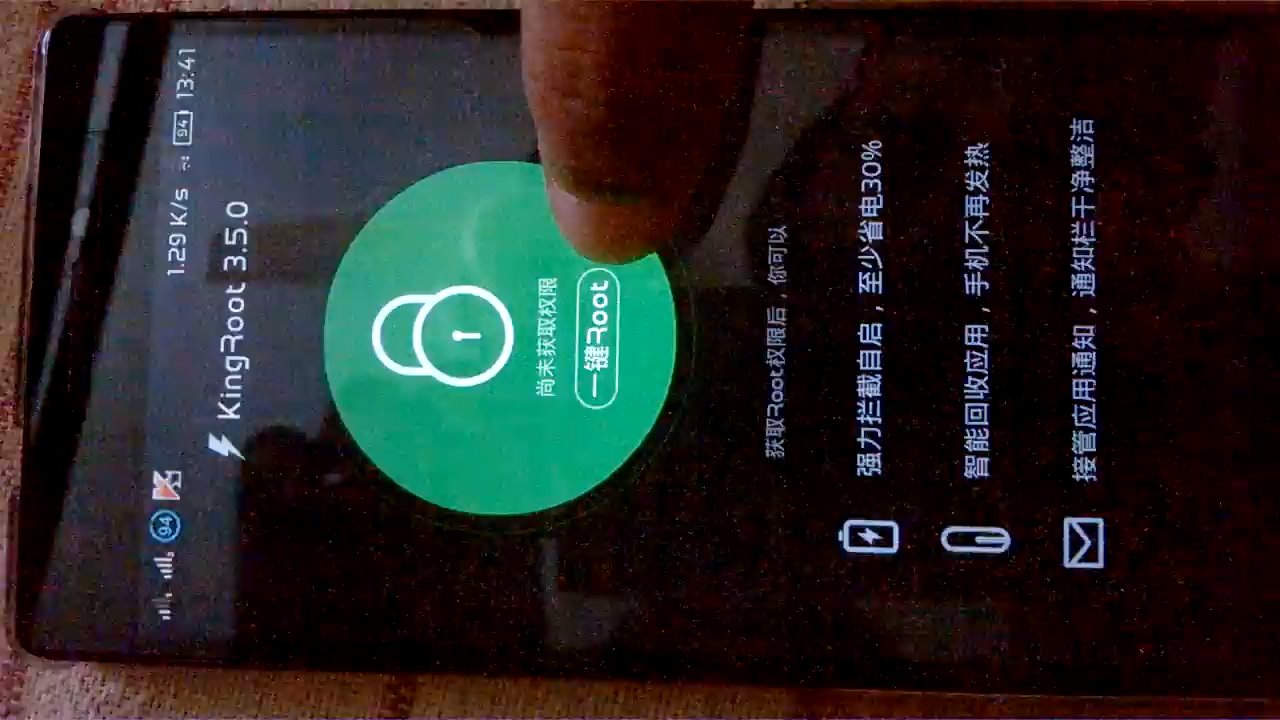 94 1.29 K/s 94 13:41
KingRoot 3.5.0
尚未获取权限
一键Root
获取Root权限后，你可以
强力拦截自启，至少省电30%
智能回收应用，手机不再发热
接管应用通知，通知栏干净整洁